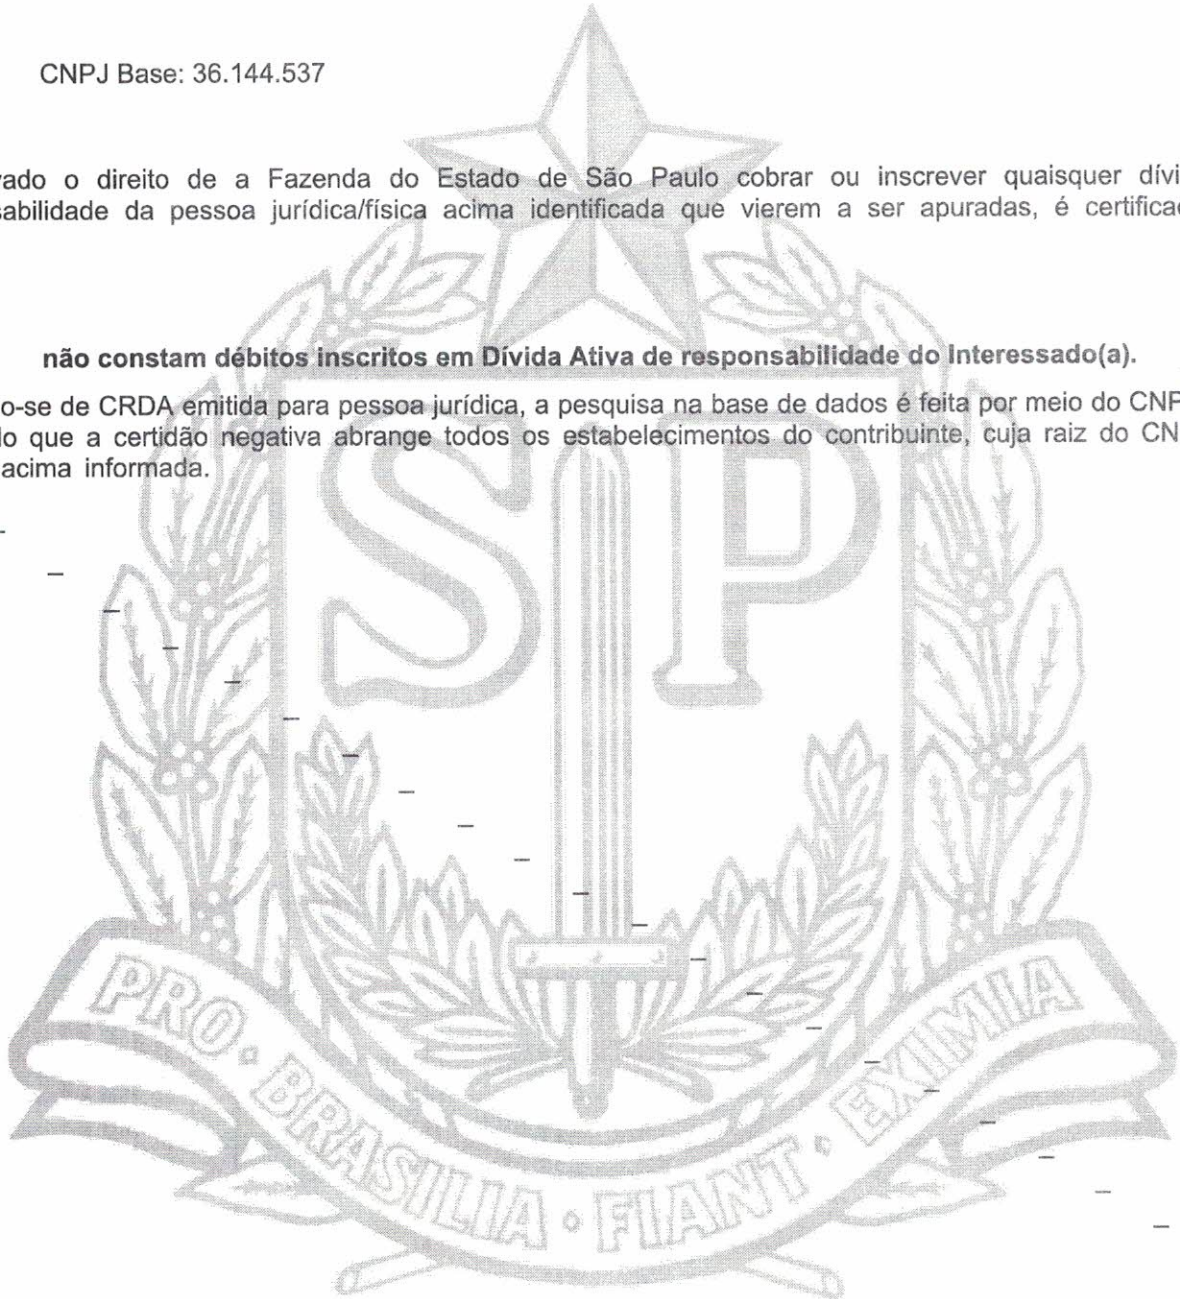 CNPJ Base: 36.144.537
vado o direito de a Fazenda do Estado de São Paulo cobrar ou inscrever quaisquer dívi
sabilidade da pessoa jurídica/física acima identificada que vierem a ser apuradas, é certificad
não constam débitos inscritos em Dívida Ativa de responsabilidade do Interessado(a).
o-se de CRDA emitida para pessoa jurídica, a pesquisa na base de dados é feita por meio do CNP
do que a certidão negativa abrange todos os estabelecimentos do contribuinte, cuja raiz do CN
acima informada.
SP
PRO · BRASILIA · FIANT · EXIMIA